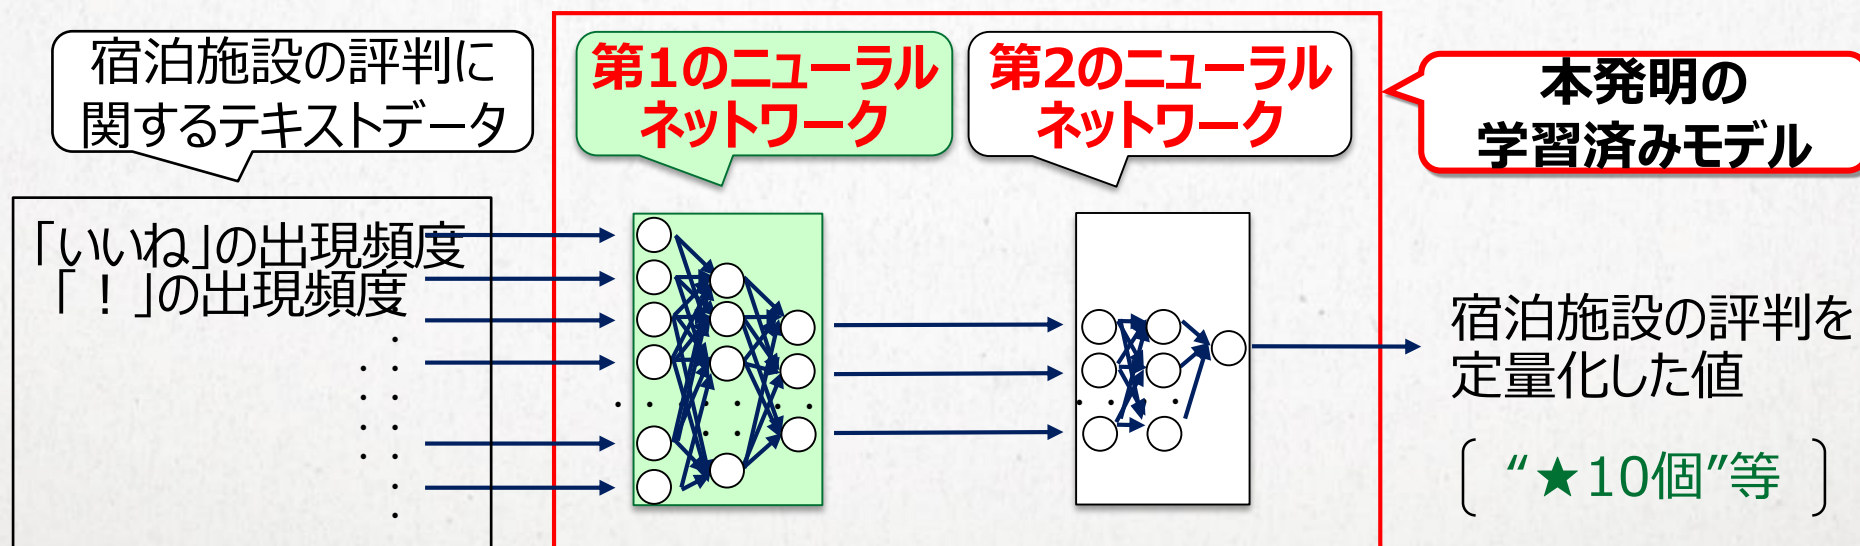 宿泊施設の評判に
関するテキストデータ
第1のニューラル
ネットワーク
第2のニューラル
ネットワーク
本発明の
学習済みモデル
「いいね」の出現頻度
「！」の出現頻度
宿泊施設の評判を
定量化した値
“★10個”等